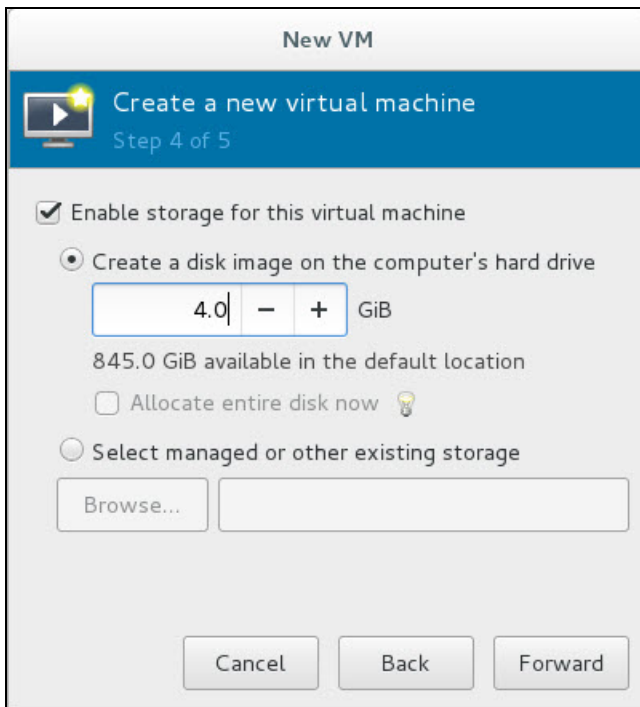 New VM
Create a new virtual machine
Step 4 of 5
Enable storage for this virtual machine
Create a disk image on the computer's hard drive
4.0 − + GiB
845.0 GiB available in the default location
Allocate entire disk now
Select managed or other existing storage
Browse...
Cancel Back Forward